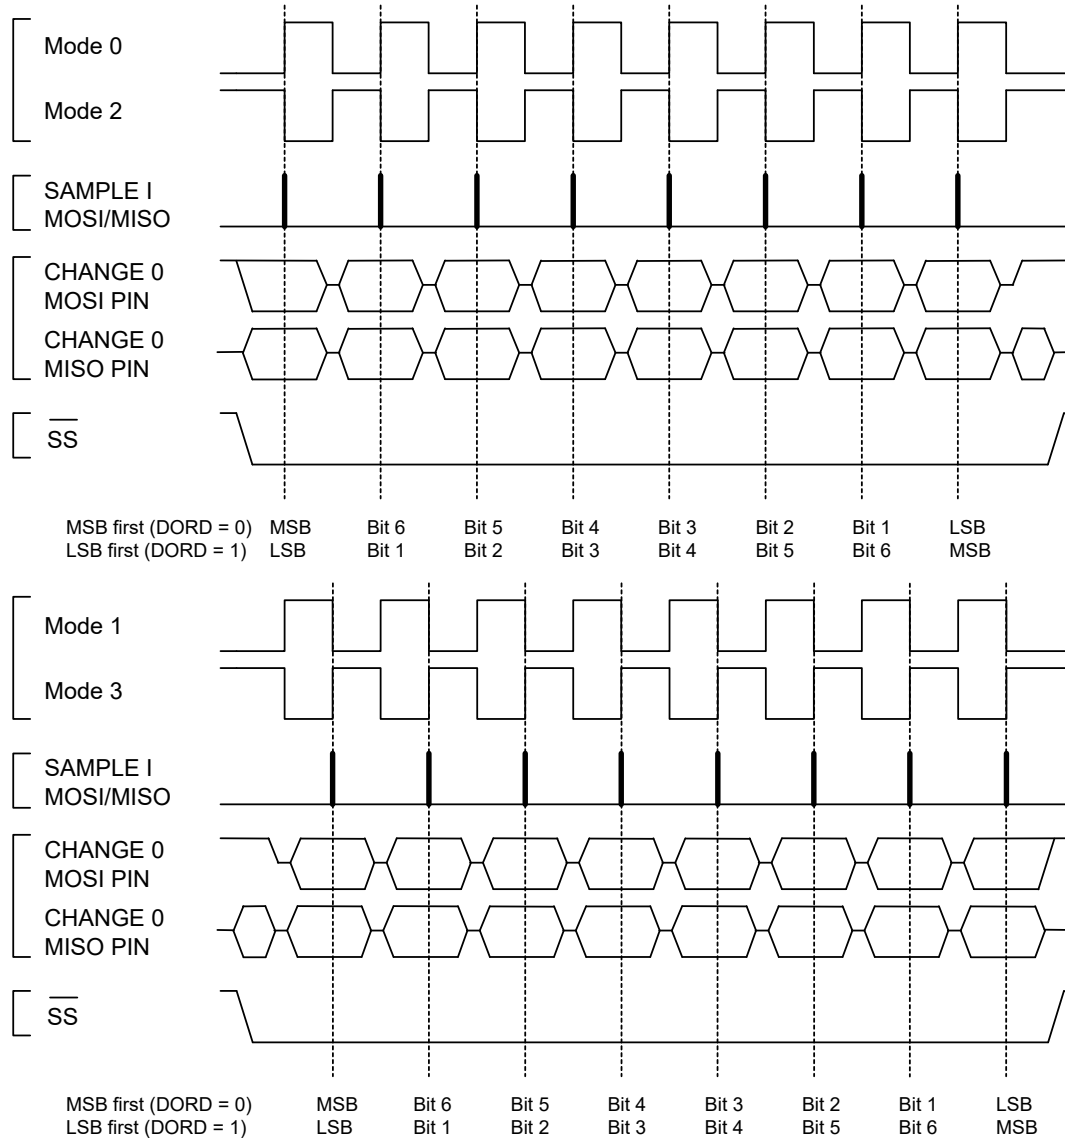 Mode 0
Mode 2
SAMPLE I
MOSI/MISO
CHANGE 0
MOSI PIN
CHANGE 0
MISO PIN
SS
MSB first (DORD = 0) MSB Bit 6 Bit 5 Bit 4 Bit 3 Bit 2 Bit 1 LSB
LSB first (DORD = 1) LSB Bit 1 Bit 2 Bit 3 Bit 4 Bit 5 Bit 6 MSB
Mode 1
Mode 3
SAMPLE I
MOSI/MISO
CHANGE 0
MOSI PIN
CHANGE 0
MISO PIN
SS
MSB first (DORD = 0) MSB Bit 6 Bit 5 Bit 4 Bit 3 Bit 2 Bit 1 LSB
LSB first (DORD = 1) LSB Bit 1 Bit 2 Bit 3 Bit 4 Bit 5 Bit 6 MSB